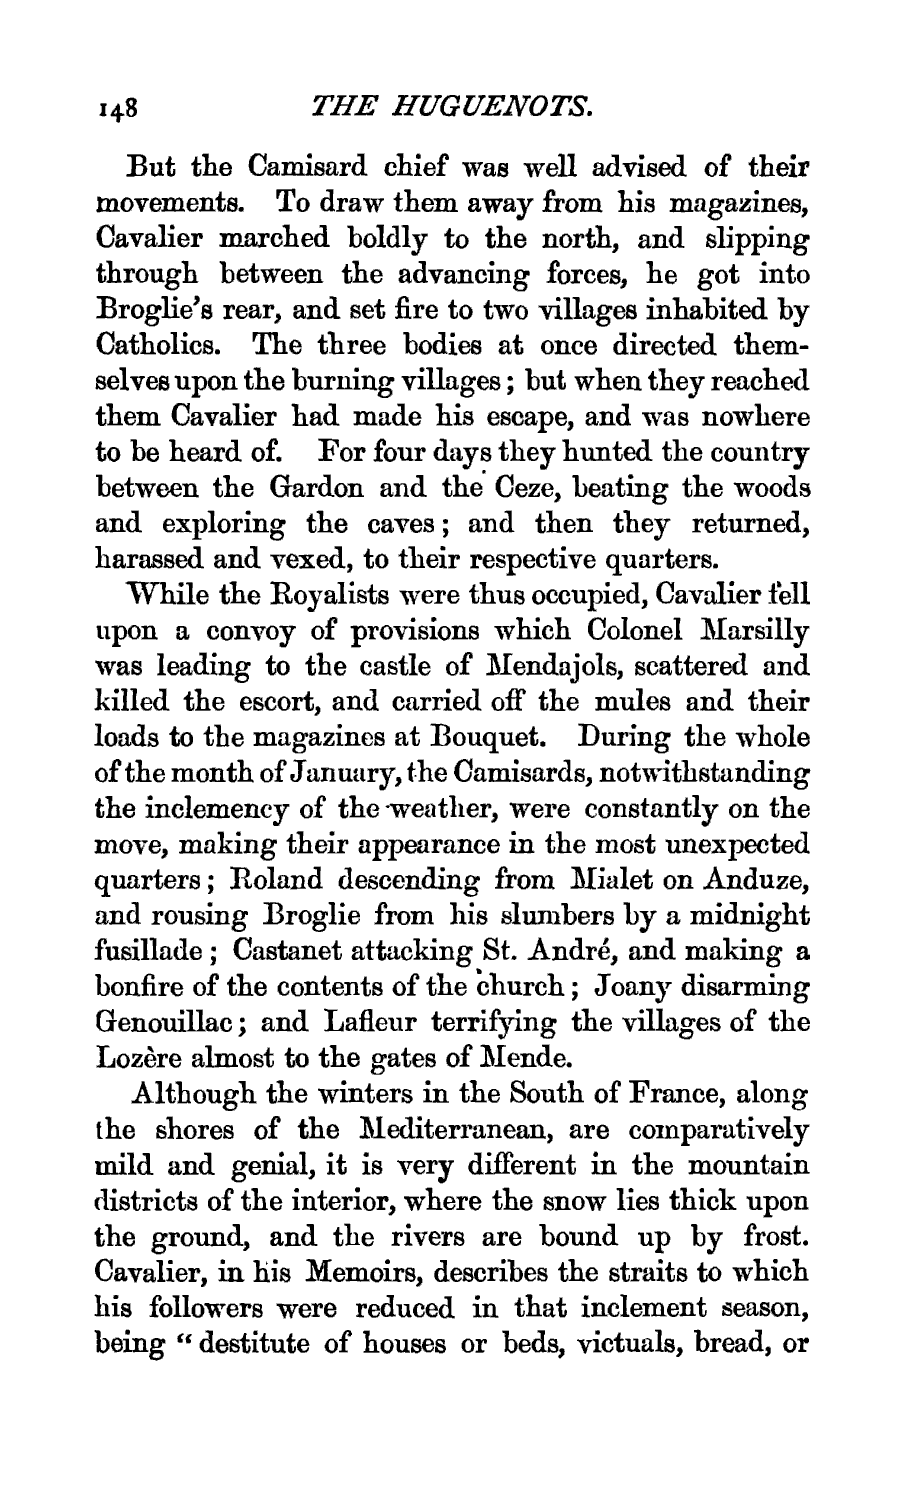 148 THE HUGUENOTS.
But the Camisard chief was well advised of their
movements. To draw them away from his magazines,
Cavalier marched boldly to the north, and slipping
through between the advancing forces, he got into
Broglie's rear, and set fire to two villages inhabited by
Catholics. The three bodies at once directed them-
selves upon the burning villages; but when they reached
them Cavalier had made his escape, and was nowhere
to be heard of. For four days they hunted the country
between the Gardon and the Ceze, beating the woods
and exploring the caves; and then they returned,
harassed and vexed, to their respective quarters.
While the Royalists were thus occupied, Cavalier fell
upon a convoy of provisions which Colonel Marsilly
was leading to the castle of Mendajols, scattered and
killed the escort, and carried off the mules and their
loads to the magazines at Bouquet. During the whole
of the month of January, the Camisards, notwithstanding
the inclemency of the weather, were constantly on the
move, making their appearance in the most unexpected
quarters; Roland descending from Mialet on Anduze,
and rousing Broglie from his slumbers by a midnight
fusillade; Castanet attacking St. André, and making a
bonfire of the contents of the church; Joany disarming
Genouillac; and Lafleur terrifying the villages of the
Lozère almost to the gates of Mende.
Although the winters in the South of France, along
the shores of the Mediterranean, are comparatively
mild and genial, it is very different in the mountain
districts of the interior, where the snow lies thick upon
the ground, and the rivers are bound up by frost.
Cavalier, in his Memoirs, describes the straits to which
his followers were reduced in that inclement season,
being "destitute of houses or beds, victuals, bread, or